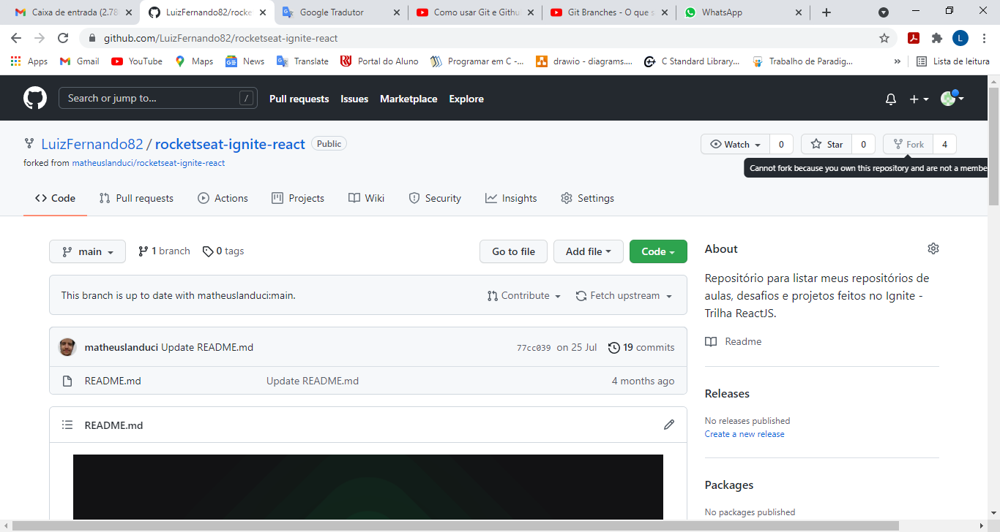 Caixa de entrada (2.78
LuizFernando82/rocke
Google Tradutor
Como usar Git e Githu
Git Branches - O que s
WhatsApp
github.com/LuizFernando82/rocketseat-ignite-react
L
Apps
Gmail
YouTube
Maps
News
Translate
Portal do Aluno
Programar em C -...
drawio - diagrams....
C Standard Library...
Trabalho de Paradig...
»
Lista de leitura
Search or jump to...
/
Pull requests
Issues
Marketplace
Explore
LuizFernando82 / rocketseat-ignite-react
Public
Watch
0
Star
0
Fork
4
forked from matheuslanduci/rocketseat-ignite-react
Cannot fork because you own this repository and are not a membe
Code
Pull requests
Actions
Projects
Wiki
Security
Insights
Settings
main
1 branch
0 tags
Go to file
Add file
Code
This branch is up to date with matheuslanduci:main.
Contribute
Fetch upstream
matheuslanduci Update README.md
77cc039 on 25 Jul
19 commits
README.md
Update README.md
4 months ago
README.md
About
Repositório para listar meus repositórios de
aulas, desafios e projetos feitos no Ignite -
Trilha ReactJS.
Readme
Releases
No releases published
Create a new release
Packages
No packages published